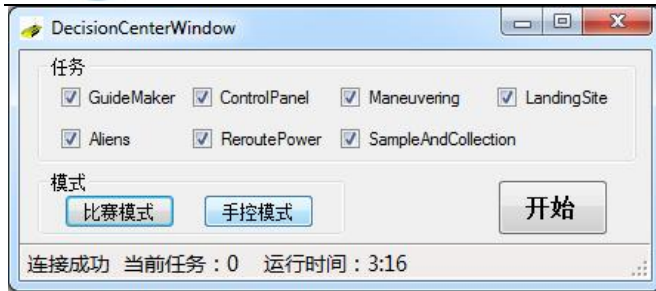 DecisionCenterWindow
任务
GuideMaker ControlPanel Maneuvering LandingSite
Aliens ReroutePower SampleAndCollection
模式
比赛模式 手控模式 开始
连接成功 当前任务：0 运行时间：3:16